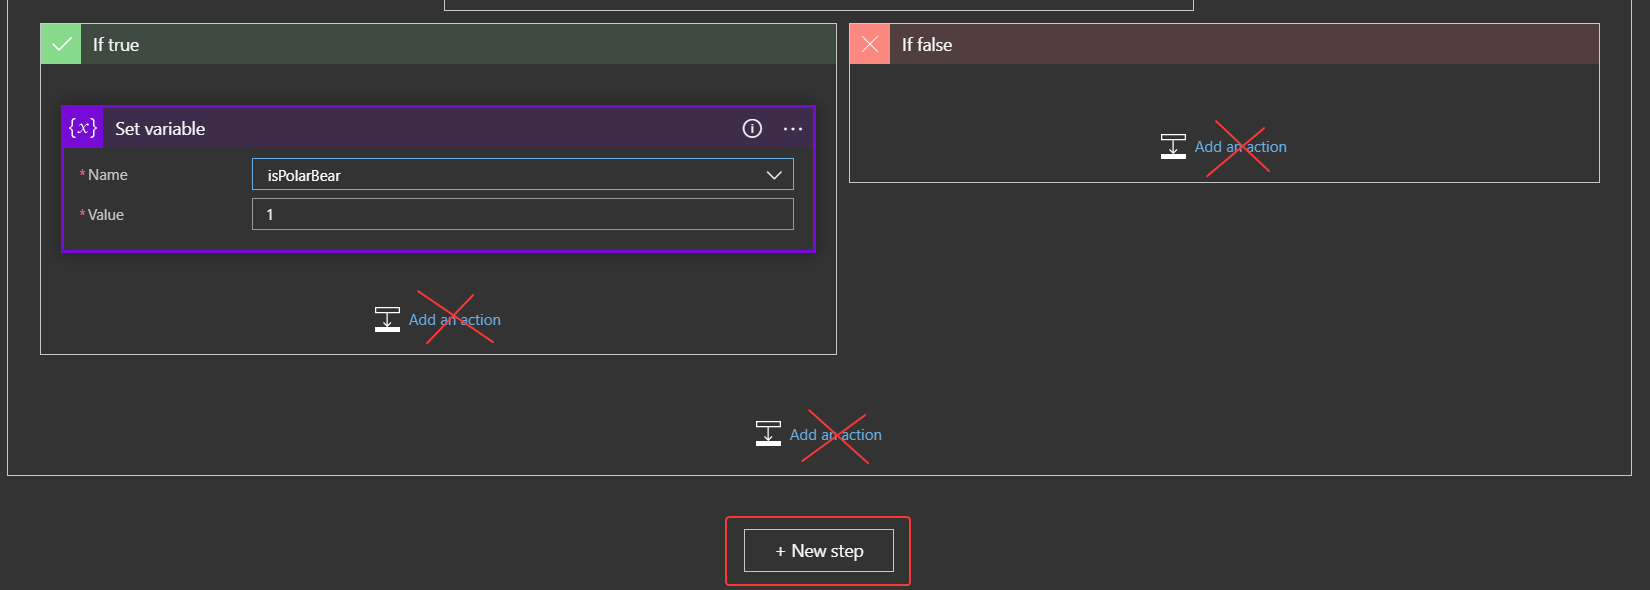 If true
If false
{x} Set variable
* Name isPolarBear
* Value 1
Add an action
Add an action
Add an action
+ New step